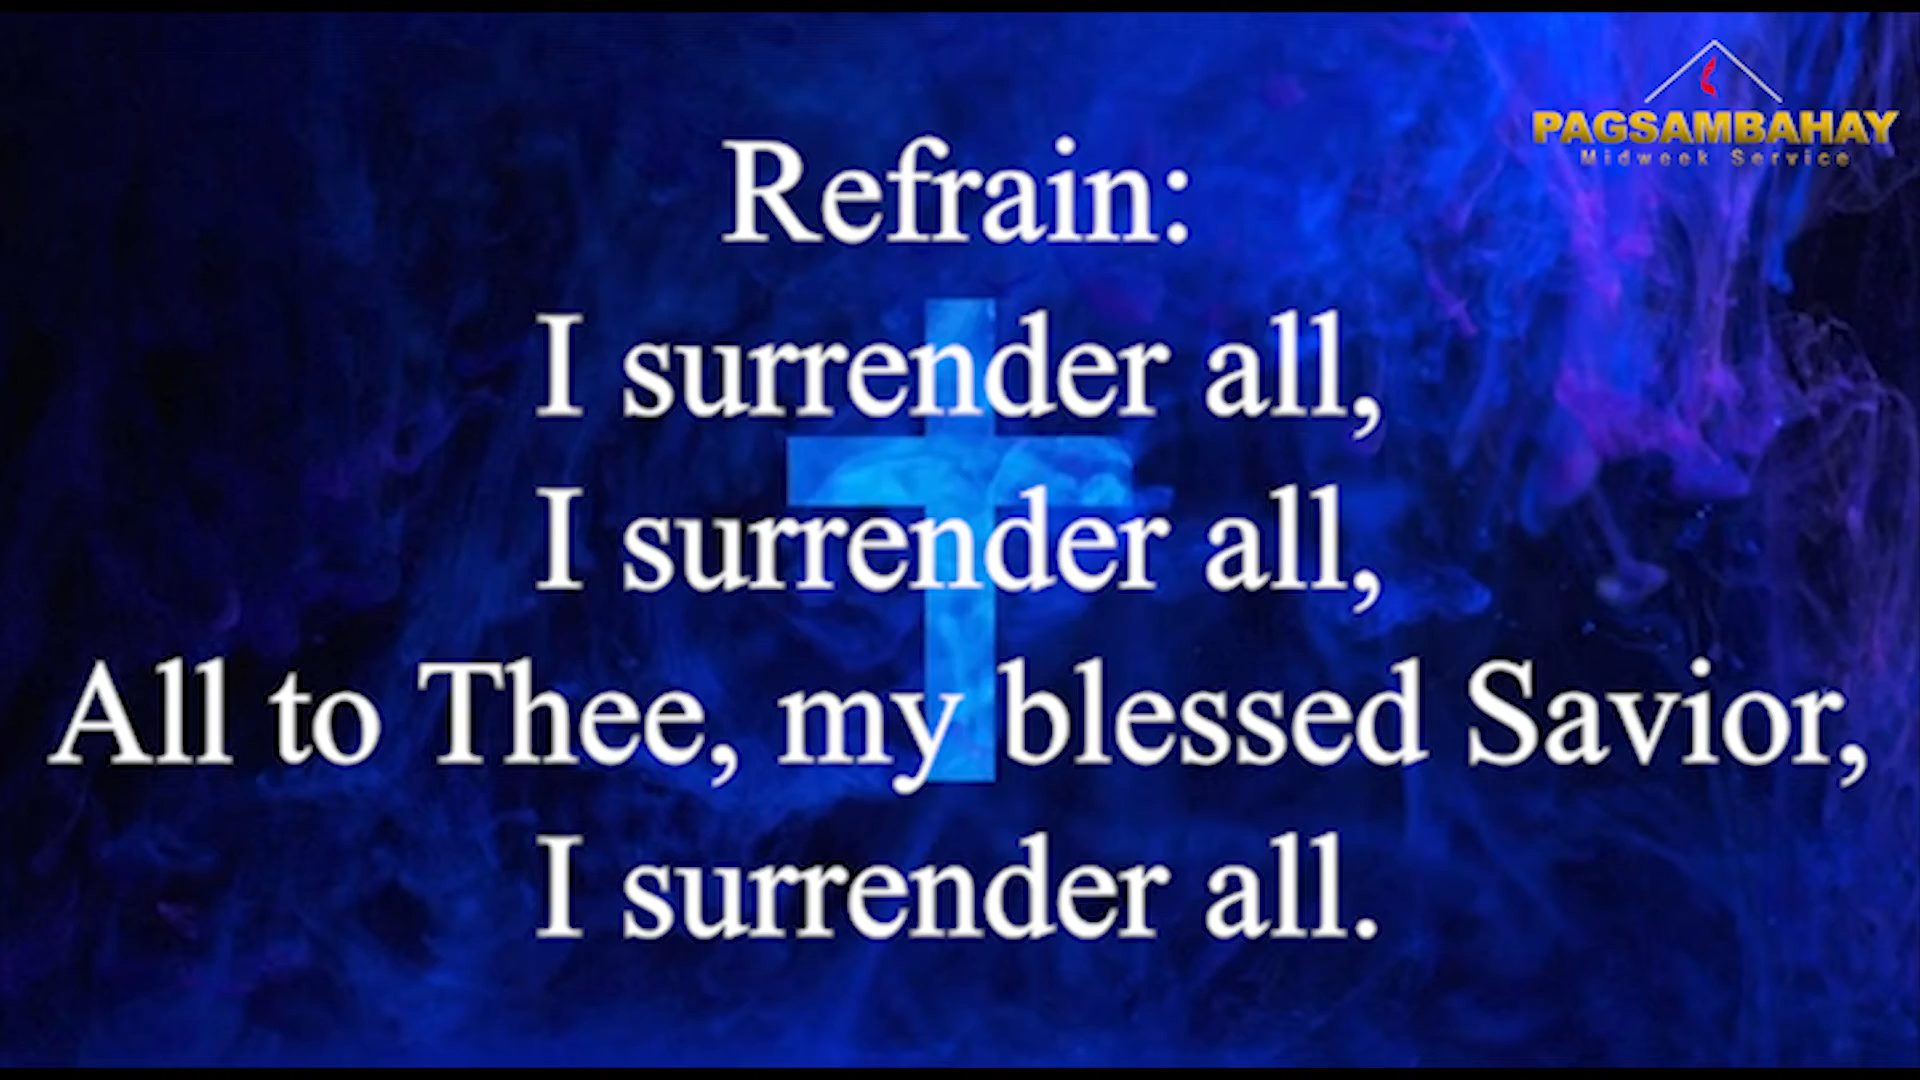 PAGSAMBAHAY
Midweek Service
Refrain:
I surrender all,
I surrender all,
All to Thee, my blessed Savior,
I surrender all.